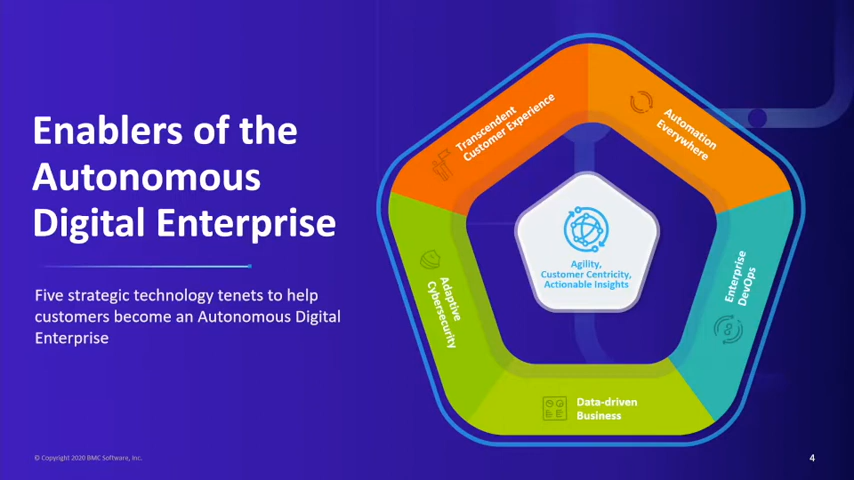 Enablers of the
Autonomous
Digital Enterprise
Five strategic technology tenets to help
customers become an Autonomous Digital
Enterprise
Transcendent
Customer Experience
Automation
Everywhere
Enterprise
DevOps
Data-driven
Business
Adaptive
Cybersecurity
Agility,
Customer Centricity,
Actionable Insights
© Copyright 2020 BMC Software, Inc.
4